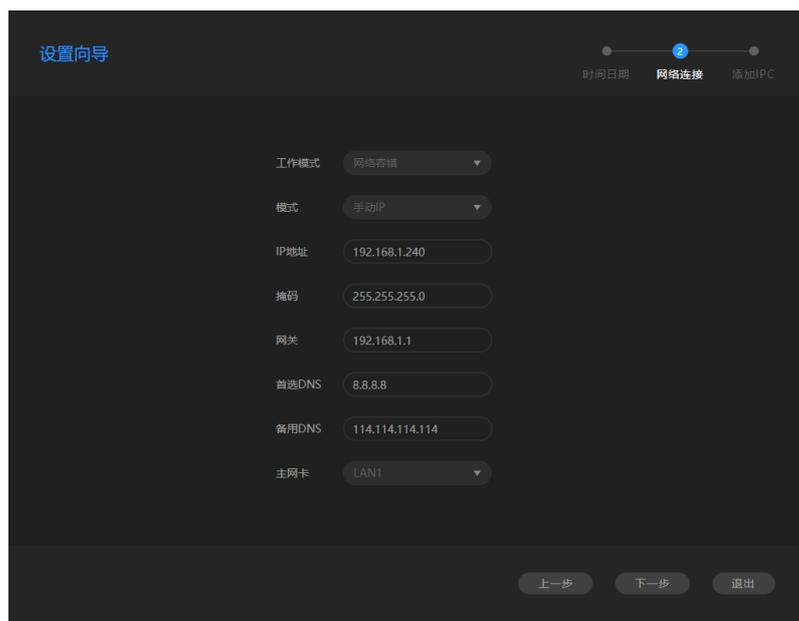 设置向导
2
时间日期 网络连接 添加IPC
工作模式 网络容错
模式 手动IP
IP地址 192.168.1.240
掩码 255.255.255.0
网关 192.168.1.1
首选DNS 8.8.8.8
备用DNS 114.114.114.114
主网卡 LAN1
上一步 下一步 退出